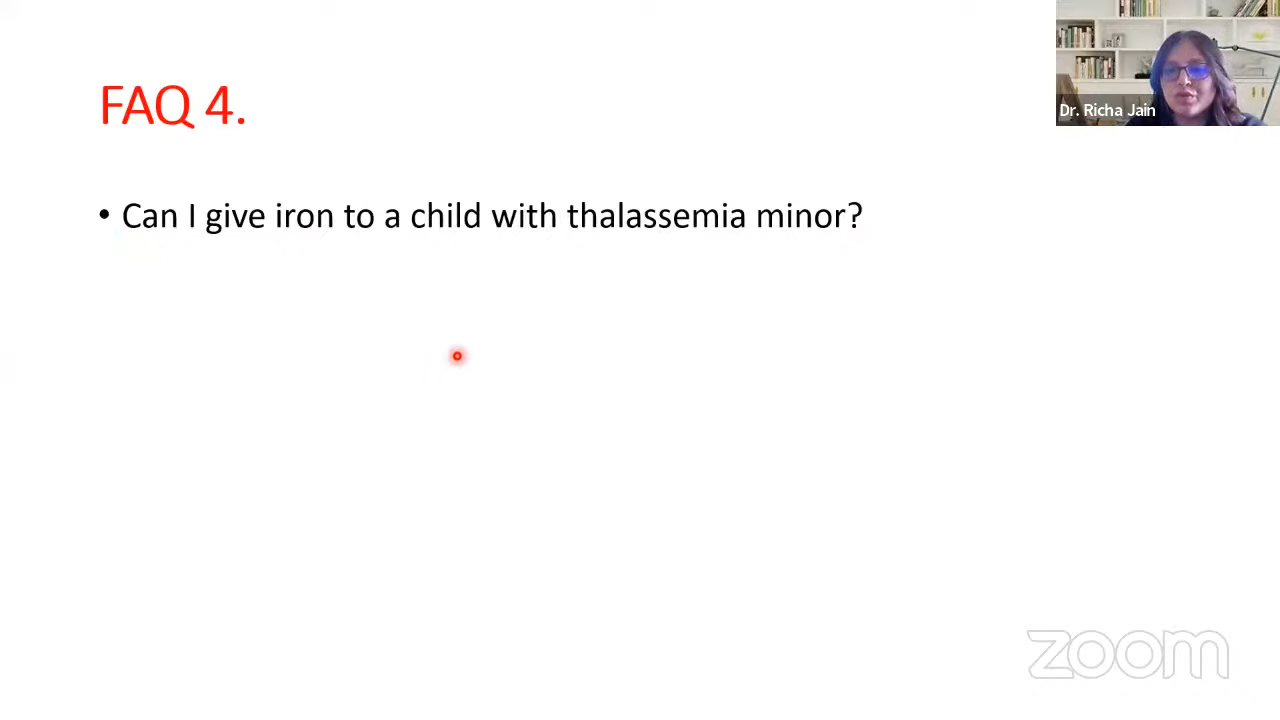 Dr. Richa Jain
FAQ 4.
• Can I give iron to a child with thalassemia minor?
zoom